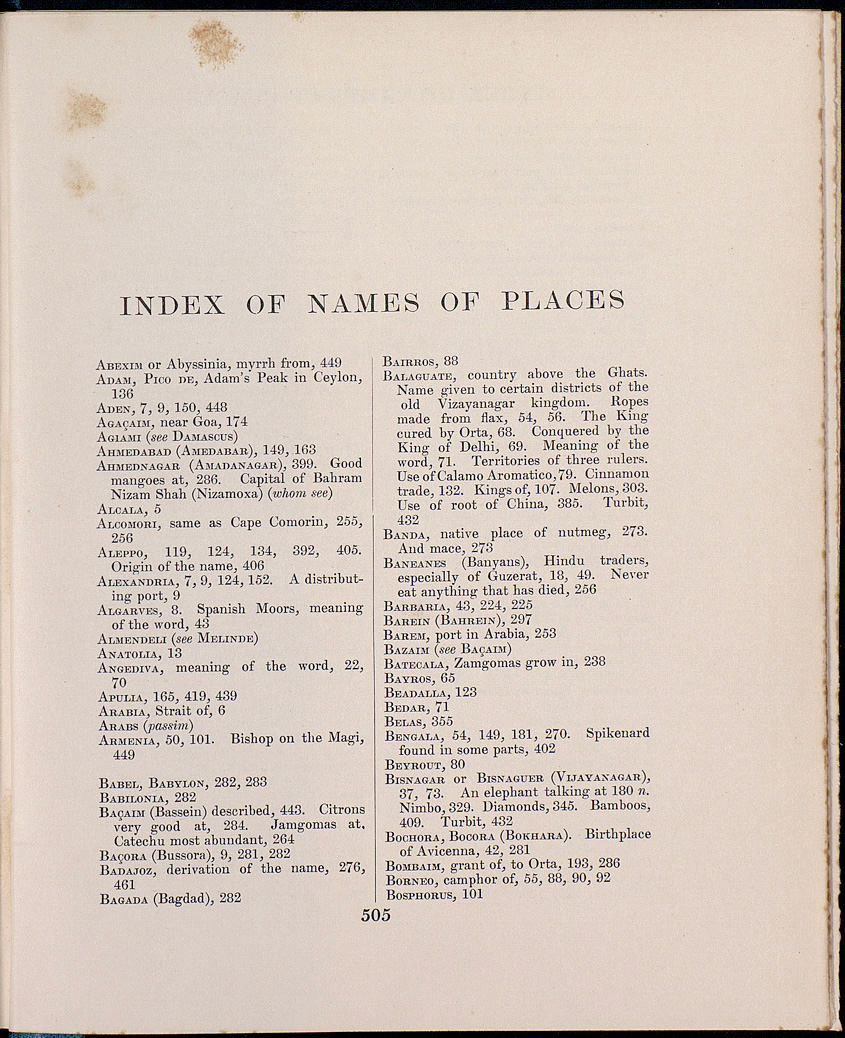 INDEX OF NAMES OF PLACES
ABEXIM or Abyssinia, myrrh from, 449
ADAM, PICO DE, Adam's Peak in Ceylon,
136
ADEN, 7, 9, 150, 448
AGAÇAIM, near Goa, 174
AGIAMI (see DAMASCUS)
AHMEDABAD (AMEDABAR), 149, 163
AHMEDNAGAR (AMADANAGAR), 399. Good
mangoes at, 286. Capital of Bahram
Nizam Shah (Nizamoxa) (whom see)
ALCALA, 5
ALCOMORI, same as Cape Comorin, 255,
256
ALEPPO, 119, 124, 134, 392, 405.
Origin of the name, 406
ALEXANDRIA, 7, 9, 124, 152. A distribut-
ing port, 9
ALGARVES, 8. Spanish Moors, meaning
of the word, 43
ALMENDELI (see MELINDE)
ANATOLIA, 13
ANGEDIVA, meaning of the word, 22,
70
APULIA, 165, 419, 439
ARABIA, Strait of, 6
ARABS (passim)
ARMENIA, 50, 101. Bishop on the Magi,
449
BABEL, BABYLON, 282, 283
BABILONIA, 282
BAÇAIM (Bassein) described, 443. Citrons
very good at, 284. Jamgomas at.
Catechu most abundant, 264
BAÇORA (Bussora), 9, 281, 282
BADAJOZ, derivation of the name, 276,
461
BAGADA (Bagdad), 282
BAIRROS, 88
BALAGUATE, country above the Ghats.
Name given to certain districts of the
old Vizayanagar kingdom. Ropes
made from flax, 54, 56. The King
cured by Orta, 68. Conquered by the
King of Delhi, 69. Meaning of the
word, 71. Territories of three rulers.
Use of Calamo Aromatico, 79. Cinnamon
trade, 132. Kings of, 107. Melons, 303.
Use of root of China, 385. Turbit,
432
BANDA, native place of nutmeg, 273.
And mace, 273
BANEANES (Banyans), Hindu traders,
especially of Guzerat, 18, 49. Never
eat anything that has died, 256
BARBARIA, 43, 224, 225
BAREIN (BAHREIN), 297
BAREM, port in Arabia, 253
BAZAIM (see BAÇAIM)
BATECALA, Zamgomas grow in, 238
BAYROS, 65
BEADALLA, 123
BEDAR, 71
BELAS, 355
BENGALA, 54, 149, 181, 270. Spikenard
found in some parts, 402
BEYROUT, 80
BISNAGAR or BISNAGUER (VIJAYANAGAR),
37, 73. An elephant talking at 180 n.
Nimbo, 329. Diamonds, 345. Bamboos,
409. Turbit, 432
BOCHORA, BOCORA (BOKHARA). Birthplace
of Avicenna, 42, 281
BOMBAIM, grant of, to Orta, 193, 286
BORNEO, camphor of, 55, 88, 90, 92
BOSPHORUS, 101
505